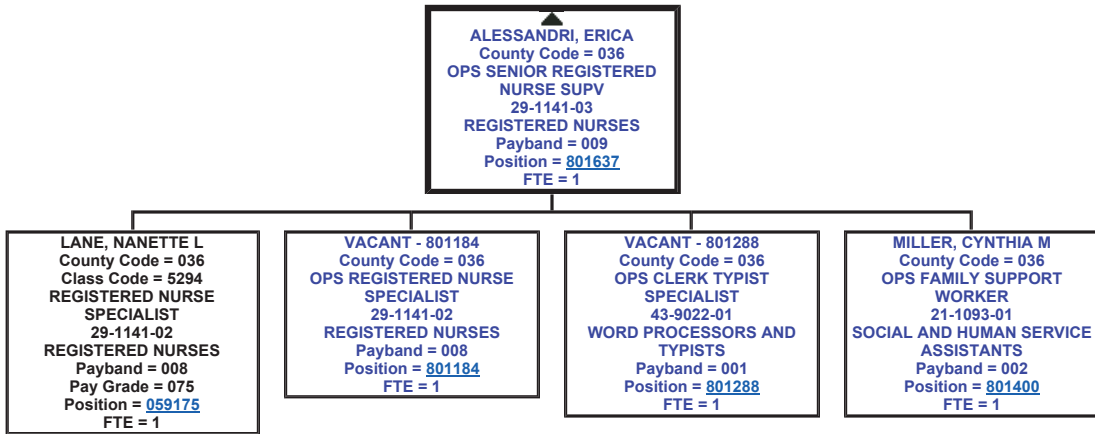 ALESSANDRI, ERICA
County Code = 036
OPS SENIOR REGISTERED
NURSE SUPV
29-1141-03
REGISTERED NURSES
Payband = 009
Position = 801637
FTE = 1
LANE, NANETTE L
County Code = 036
Class Code = 5294
REGISTERED NURSE
SPECIALIST
29-1141-02
REGISTERED NURSES
Payband = 008
Pay Grade = 075
Position = 059175
FTE = 1
VACANT - 801184
County Code = 036
OPS REGISTERED NURSE
SPECIALIST
29-1141-02
REGISTERED NURSES
Payband = 008
Position = 801184
FTE = 1
VACANT - 801288
County Code = 036
OPS CLERK TYPIST
SPECIALIST
43-9022-01
WORD PROCESSORS AND
TYPISTS
Payband = 001
Position = 801288
FTE = 1
MILLER, CYNTHIA M
County Code = 036
OPS FAMILY SUPPORT
WORKER
21-1093-01
SOCIAL AND HUMAN SERVICE
ASSISTANTS
Payband = 002
Position = 801400
FTE = 1